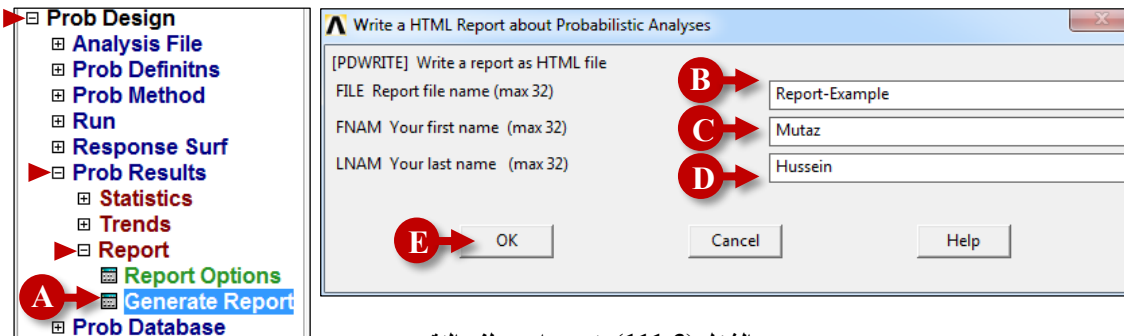 Prob Design
Analysis File
Prob Definitns
Prob Method
Run
Response Surf
Prob Results
Statistics
Trends
Report
Report Options
A
Generate Report
Prob Database
Write a HTML Report about Probabilistic Analyses
[PDWRITE] Write a report as HTML file
FILE Report file name (max 32)
B
Report-Example
FNAM Your first name (max 32)
C
Mutaz
LNAM Your last name (max 32)
D
Hussein
E
OK
Cancel
Help